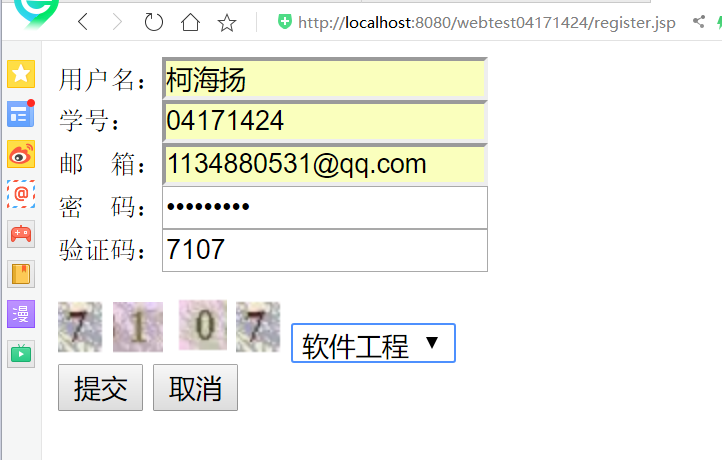 http://localhost:8080/webtest04171424/register.jsp
用户名：柯海扬
学号：04171424
邮 箱：1134880531@qq.com
密 码：•••••••••
验证码：7107
7 1 0 7 软件工程 ▼
提交 取消
漫